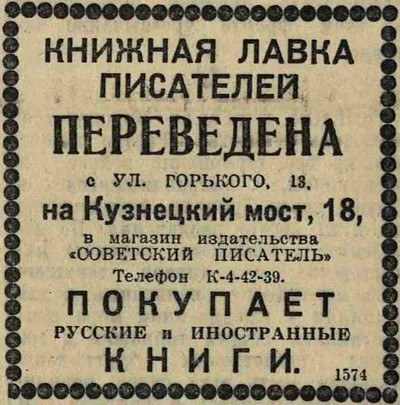 КНИЖНАЯ ЛАВКА
ПИСАТЕЛЕЙ
ПЕРЕВЕДЕНА
с УЛ. ГОРЬКОГО, 13,
на Кузнецкий мост, 18,
в магазин издательства
«СОВЕТСКИЙ ПИСАТЕЛЬ»
Телефон К-4-42-39.
ПОКУПАЕТ
РУССКИЕ и ИНОСТРАННЫЕ
КНИГИ.
1574